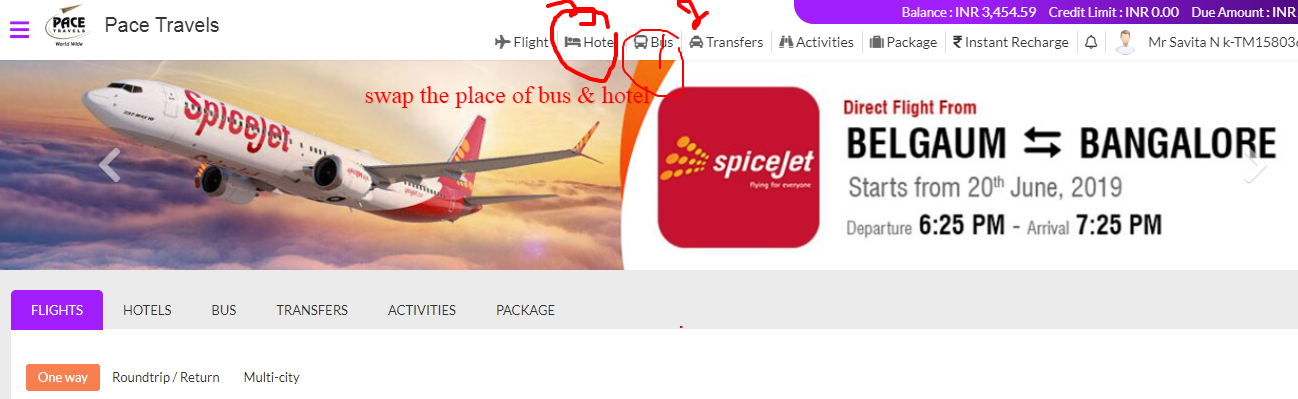 Balance : INR 3,454.59 Credit Limit : INR 0.00 Due Amount : INR
PACE
TRAVELS
World Wide
Pace Travels
Flight Hotel Bus Transfers Activities Package ₹ Instant Recharge Mr Savita N k-TM15803
swap the place of bus & hotel
SpiceJet
Direct Flight From
BELGAUM ⇆ BANGALORE
spiceJet
flying for everyone
Starts from 20th June, 2019
Departure 6:25 PM - Arrival 7:25 PM
FLIGHTS HOTELS BUS TRANSFERS ACTIVITIES PACKAGE
One way Roundtrip / Return Multi-city